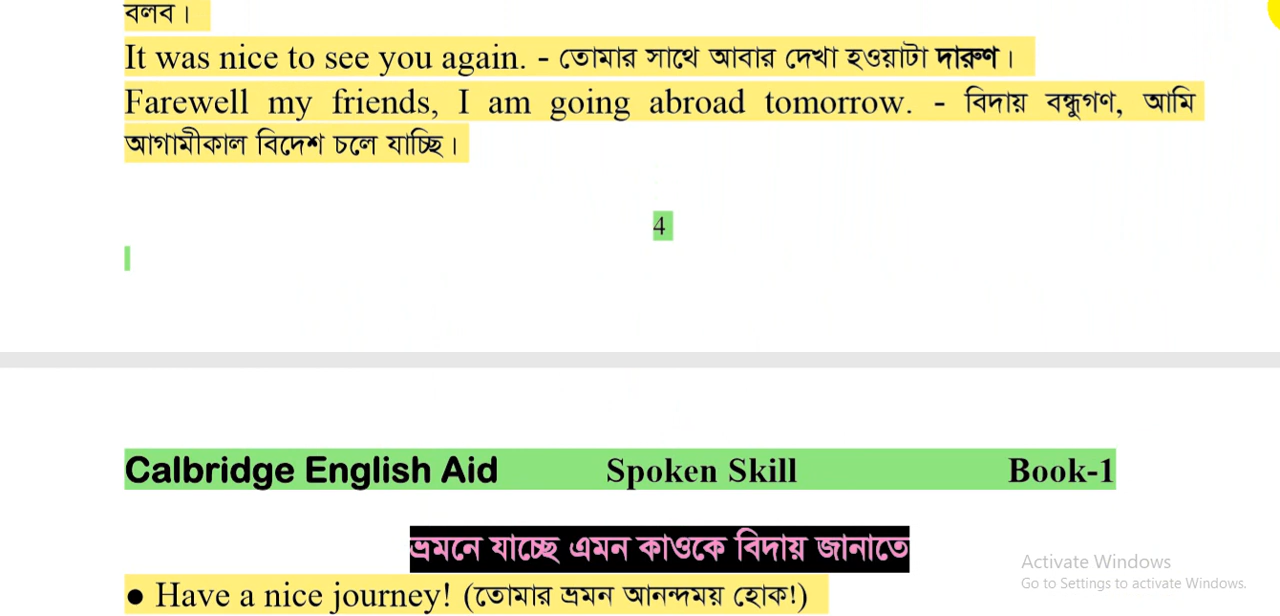 বলব।
It was nice to see you again. - তোমার সাথে আবার দেখা হওয়াটা দারুণ।
Farewell my friends, I am going abroad tomorrow. - বিদায় বন্ধুগণ, আমি
আগামীকাল বিদেশ চলে যাচ্ছি।
4
Calbridge English Aid Spoken Skill Book-1
ভ্রমনে যাচ্ছে এমন কাওকে বিদায় জানাতে
● Have a nice journey! (তোমার ভ্রমন আনন্দময় হোক!)
Activate Windows
Go to Settings to activate Windows.